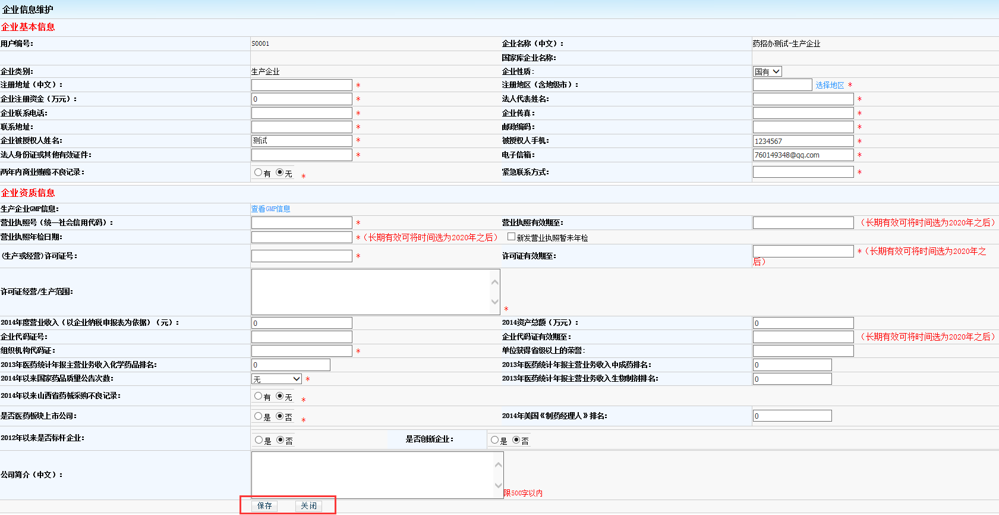 企业信息维护
企业基本信息
用户编号: S0001 企业名称（中文）: 药招办测试-生产企业
国家库企业名称:
企业类别: 生产企业 企业性质: 国有
注册地址（中文）: * 注册地区（含地级市）: 选择地区 *
企业注册资金（万元）: 0 * 法人代表姓名: *
企业联系电话: * 企业传真: *
联系地址: * 邮政编码: *
企业被授权人姓名: 测试 * 被授权人手机: 1234567 *
法人身份证或其他有效证件: * 电子信箱: 760149348@qq.com *
两年内商业贿赂不良记录: 有 无 * 紧急联系方式: *
企业资质信息
生产企业GMP信息: 查看GMP信息
营业执照号（统一社会信用代码）: * 营业执照有效期至: （长期有效可将时间选为2020年之后）
营业执照年检日期: *（长期有效可将时间选为2020年之后） 新发营业执照暂未年检
(生产或经营)许可证号: * 许可证有效期至: *（长期有效可将时间选为2020年之
后）
许可证经营/生产范围: *
2014年度营业收入（以企业纳税申报表为依据）（元）: 0 2014资产总额（万元）: 0
企业代码证号: 企业代码证有效期至: （长期有效可将时间选为2020年之后）
组织机构代码证: * 单位获得省级以上的荣誉:
2013年医药统计年报主营业务收入化学药品排名: 0 2013年医药统计年报主营业务收入中成药排名: 0
2014年以来国家药品质量公告次数: 无 * 2013年医药统计年报主营业务收入生物制剂排名: 0
2014年以来山西省药械采购不良记录: 有 无 *
是否医药板块上市公司: 是 否 * 2014年美国《制药经理人》排名: 0
2012年以来是否标杆企业: 是 否 是否创新企业: 是 否
公司简介（中文）: 限500字以内
保存 关闭